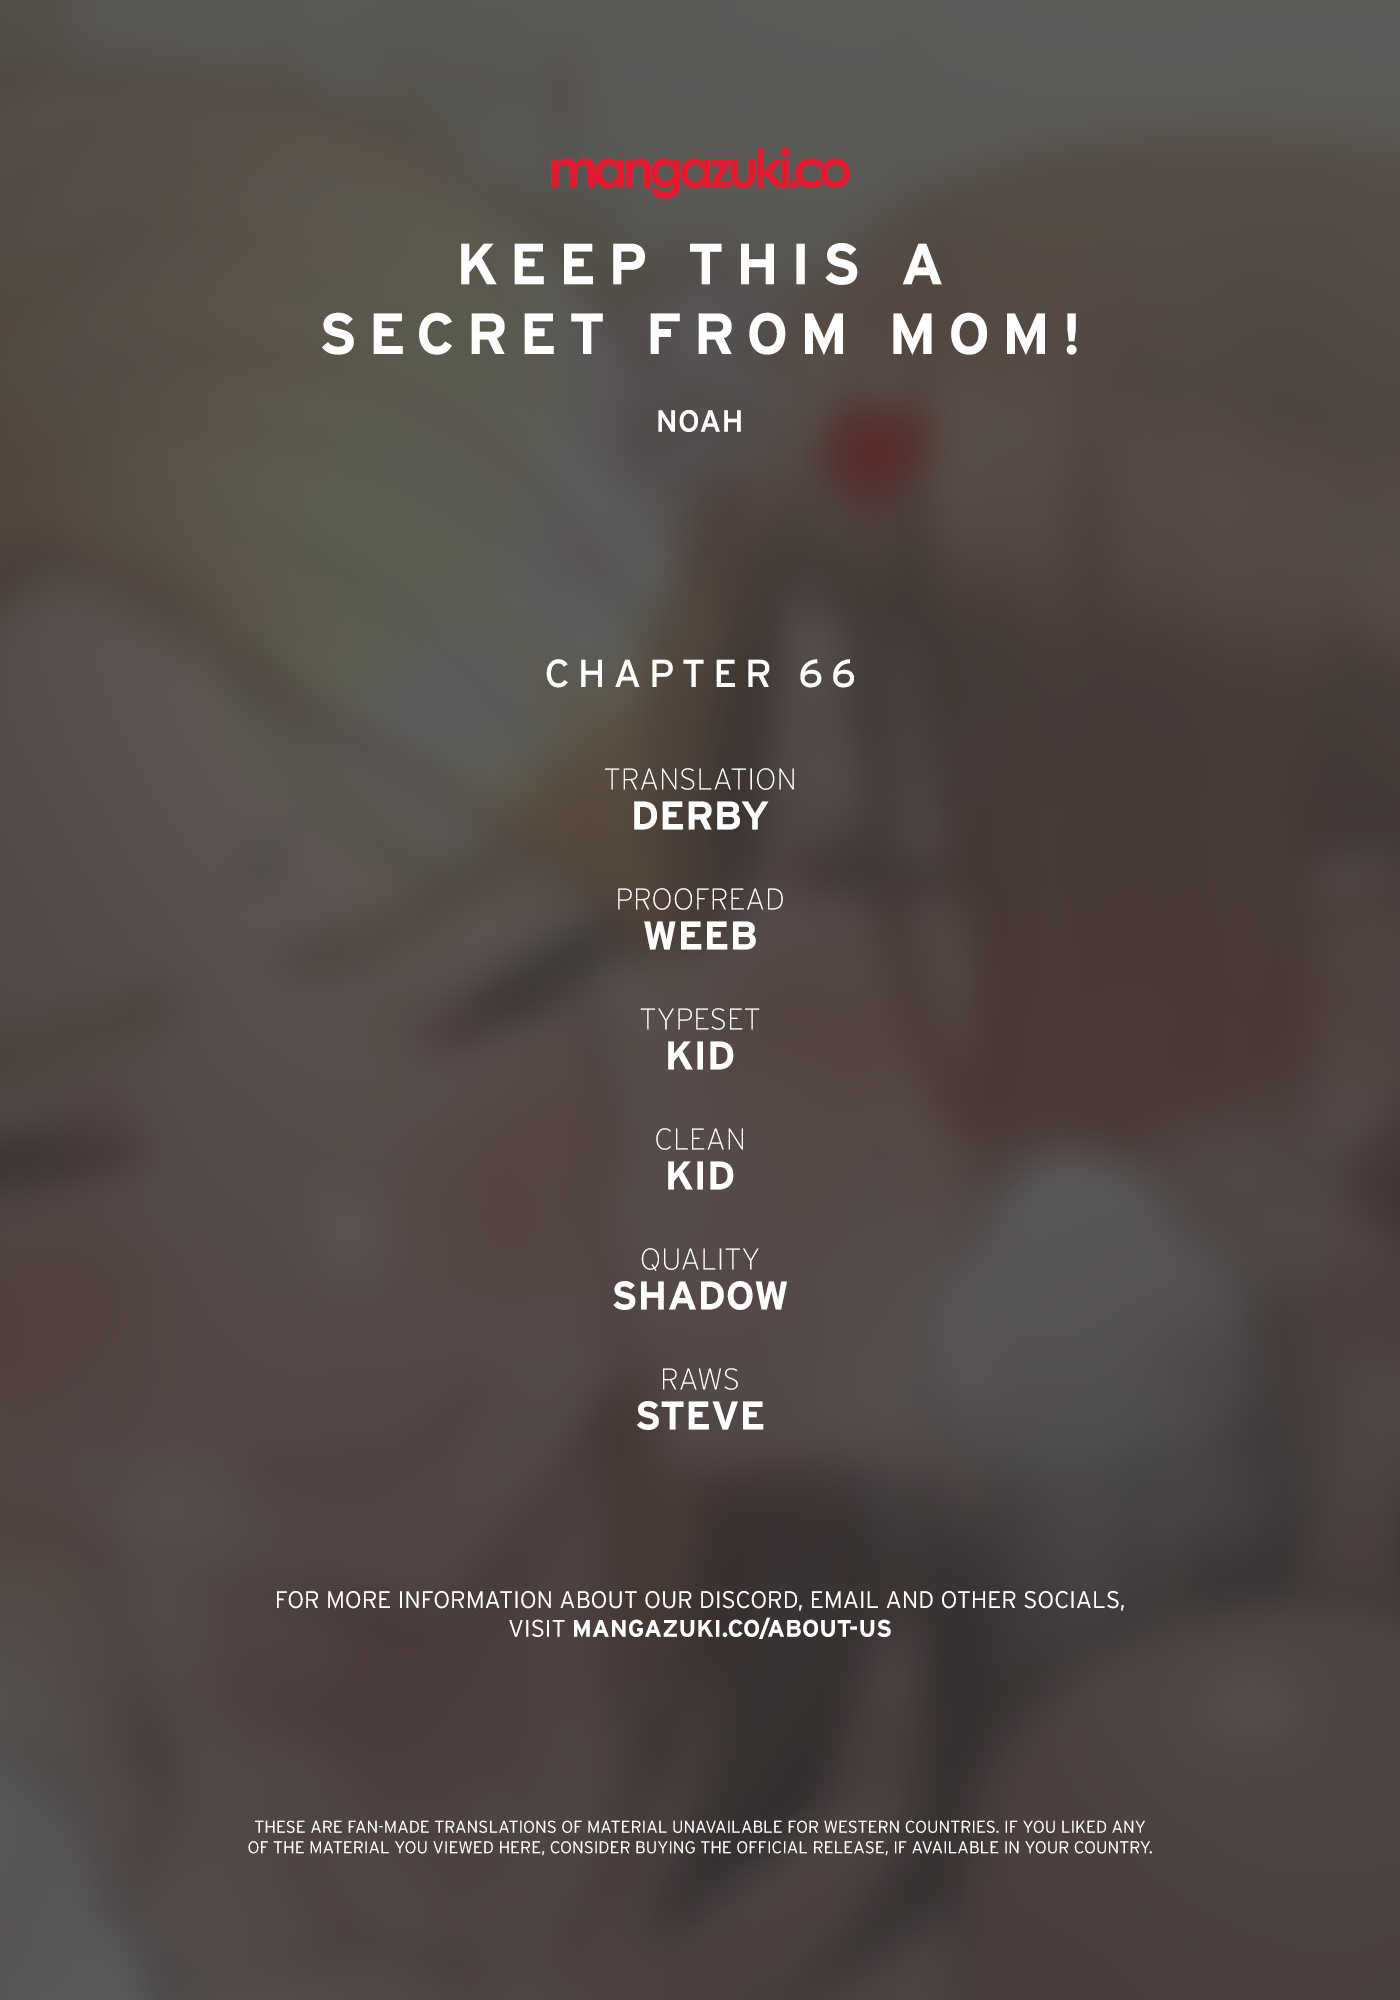 mangazuki.co
KEEP THIS A
SECRET FROM MOM!
NOAH
CHAPTER 66
TRANSLATION
DERBY
PROOFREAD
WEEB
TYPESET
KID
CLEAN
KID
QUALITY
SHADOW
RAWS
STEVE
FOR MORE INFORMATION ABOUT OUR DISCORD, EMAIL AND OTHER SOCIALS,
VISIT MANGAZUKI.CO/ABOUT-US
THESE ARE FAN-MADE TRANSLATIONS OF MATERIAL UNAVAILABLE FOR WESTERN COUNTRIES. IF YOU LIKED ANY
OF THE MATERIAL YOU VIEWED HERE, CONSIDER BUYING THE OFFICIAL RELEASE, IF AVAILABLE IN YOUR COUNTRY.